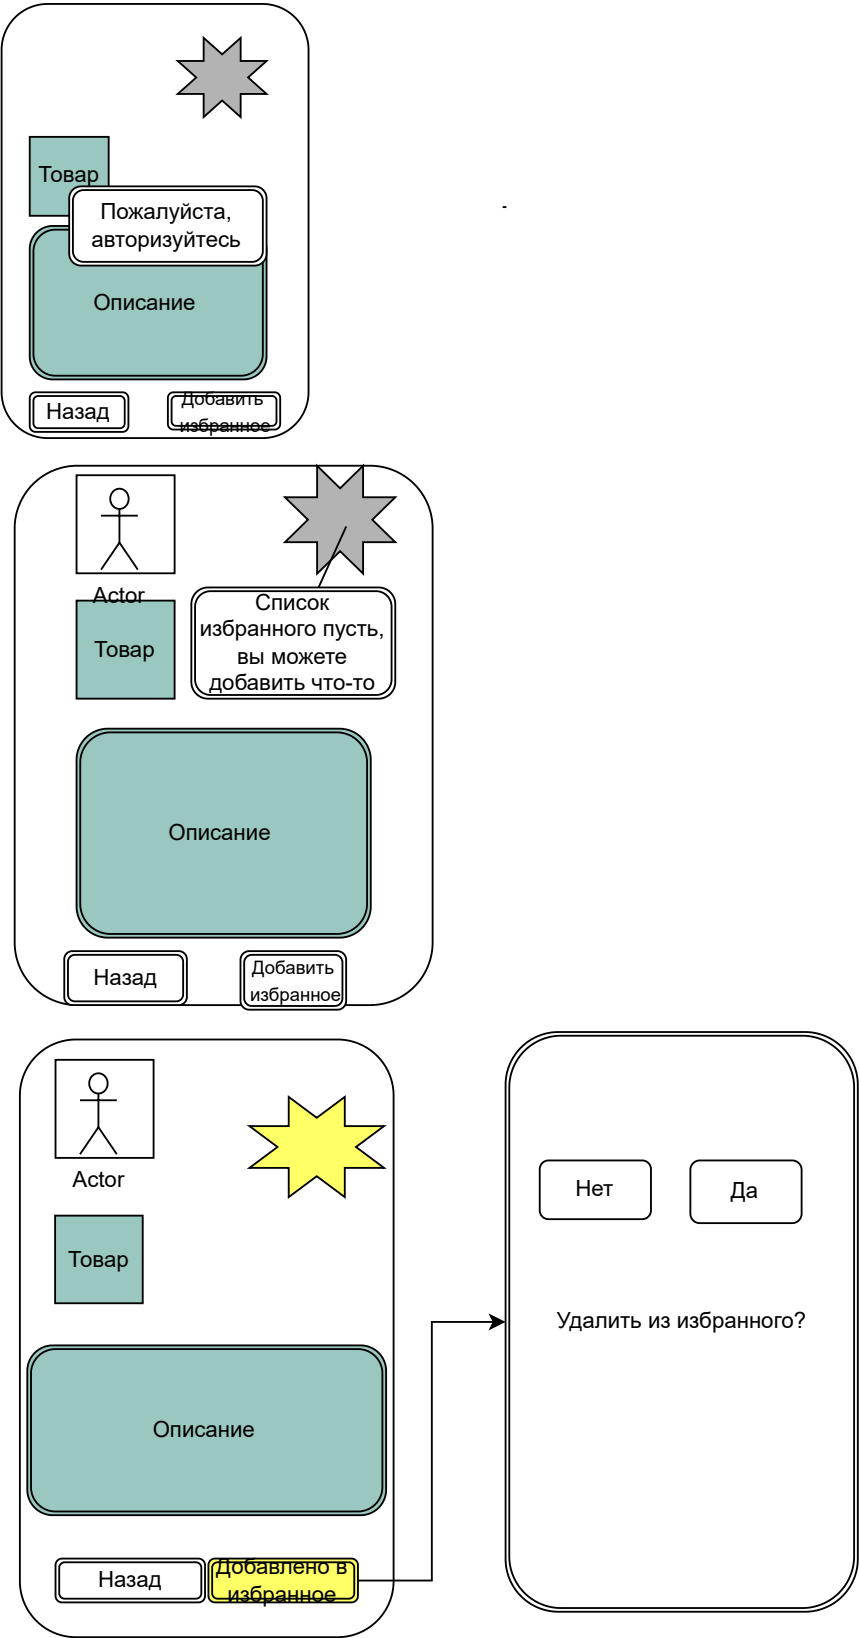 Товар
Пожалуйста,
авторизуйтесь
Описание
Назад
Добавить
избранное
-
Actor
Товар
Список
избранного пусть,
вы можете
добавить что-то
Описание
Назад
Добавить
избранное
Actor
Товар
Описание
Назад
Добавлено в
избранное
Нет
Да
Удалить из избранного?